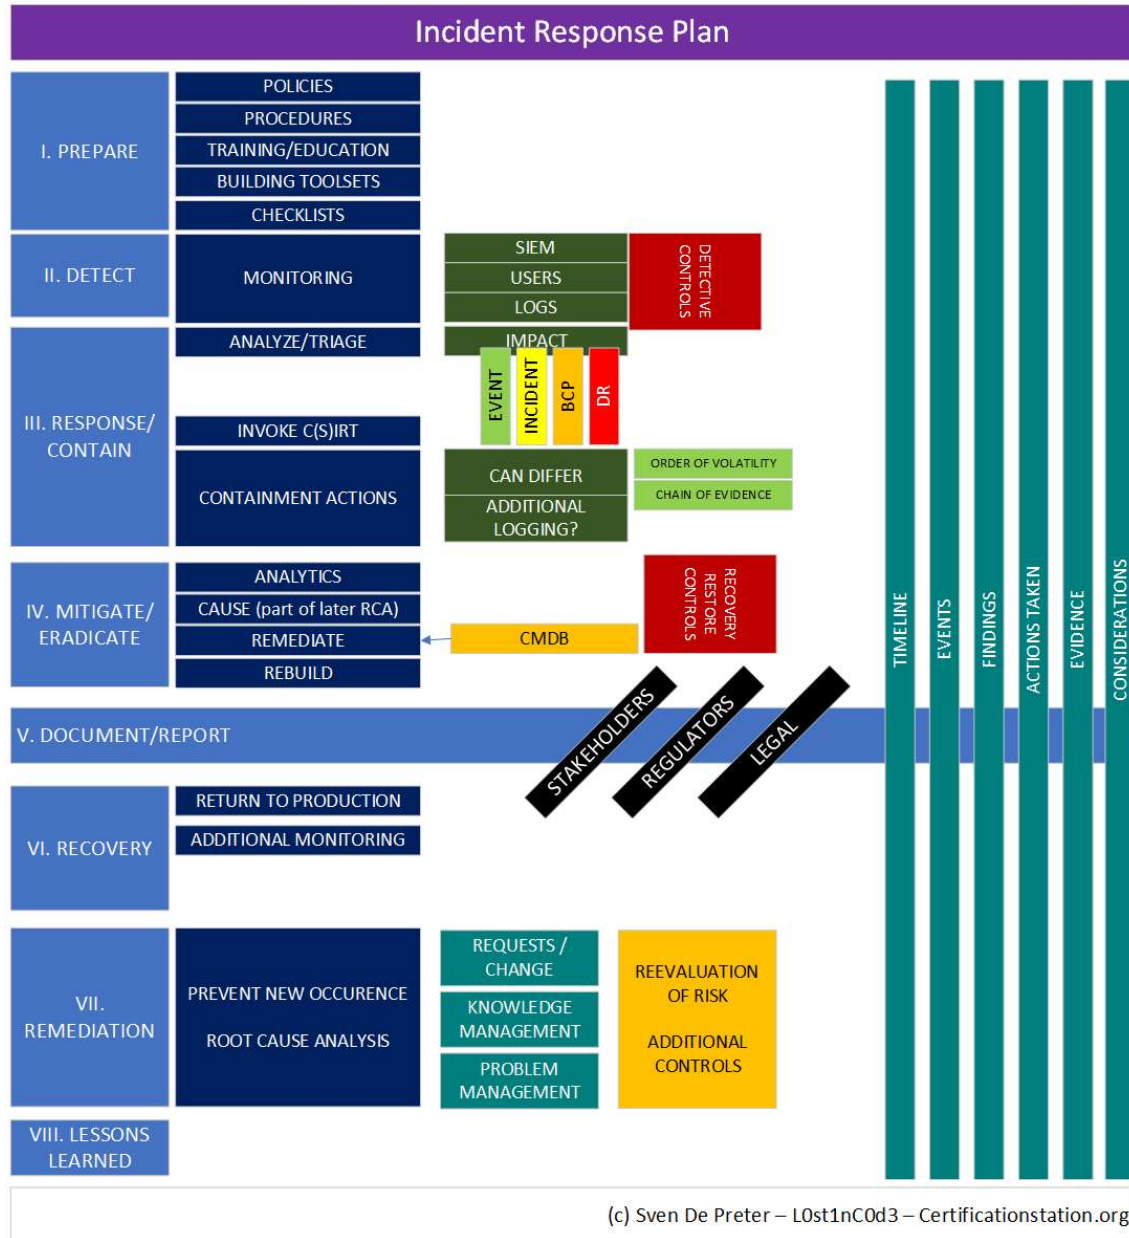 Incident Response Plan
I. PREPARE
POLICIES
PROCEDURES
TRAINING/EDUCATION
BUILDING TOOLSETS
CHECKLISTS
II. DETECT
MONITORING
SIEM
USERS
LOGS
DETECTIVE
CONTROLS
III. RESPONSE/
CONTAIN
ANALYZE/TRIAGE
IMPACT
EVENT
INCIDENT
BCP
DR
INVOKE C(S)IRT
CONTAINMENT ACTIONS
CAN DIFFER
ADDITIONAL
LOGGING?
ORDER OF VOLATILITY
CHAIN OF EVIDENCE
IV. MITIGATE/
ERADICATE
ANALYTICS
CAUSE (part of later RCA)
REMEDIATE
REBUILD
CMDB
RECOVERY
RESTORE
CONTROLS
V. DOCUMENT/REPORT
STAKEHOLDERS
REGULATORS
LEGAL
VI. RECOVERY
RETURN TO PRODUCTION
ADDITIONAL MONITORING
VII.
REMEDIATION
PREVENT NEW OCCURENCE
ROOT CAUSE ANALYSIS
REQUESTS /
CHANGE
KNOWLEDGE
MANAGEMENT
PROBLEM
MANAGEMENT
REEVALUATION
OF RISK
ADDITIONAL
CONTROLS
VIII. LESSONS
LEARNED
TIMELINE
EVENTS
FINDINGS
ACTIONS TAKEN
EVIDENCE
CONSIDERATIONS
(c) Sven De Preter – L0st1nC0d3 – Certificationstation.org